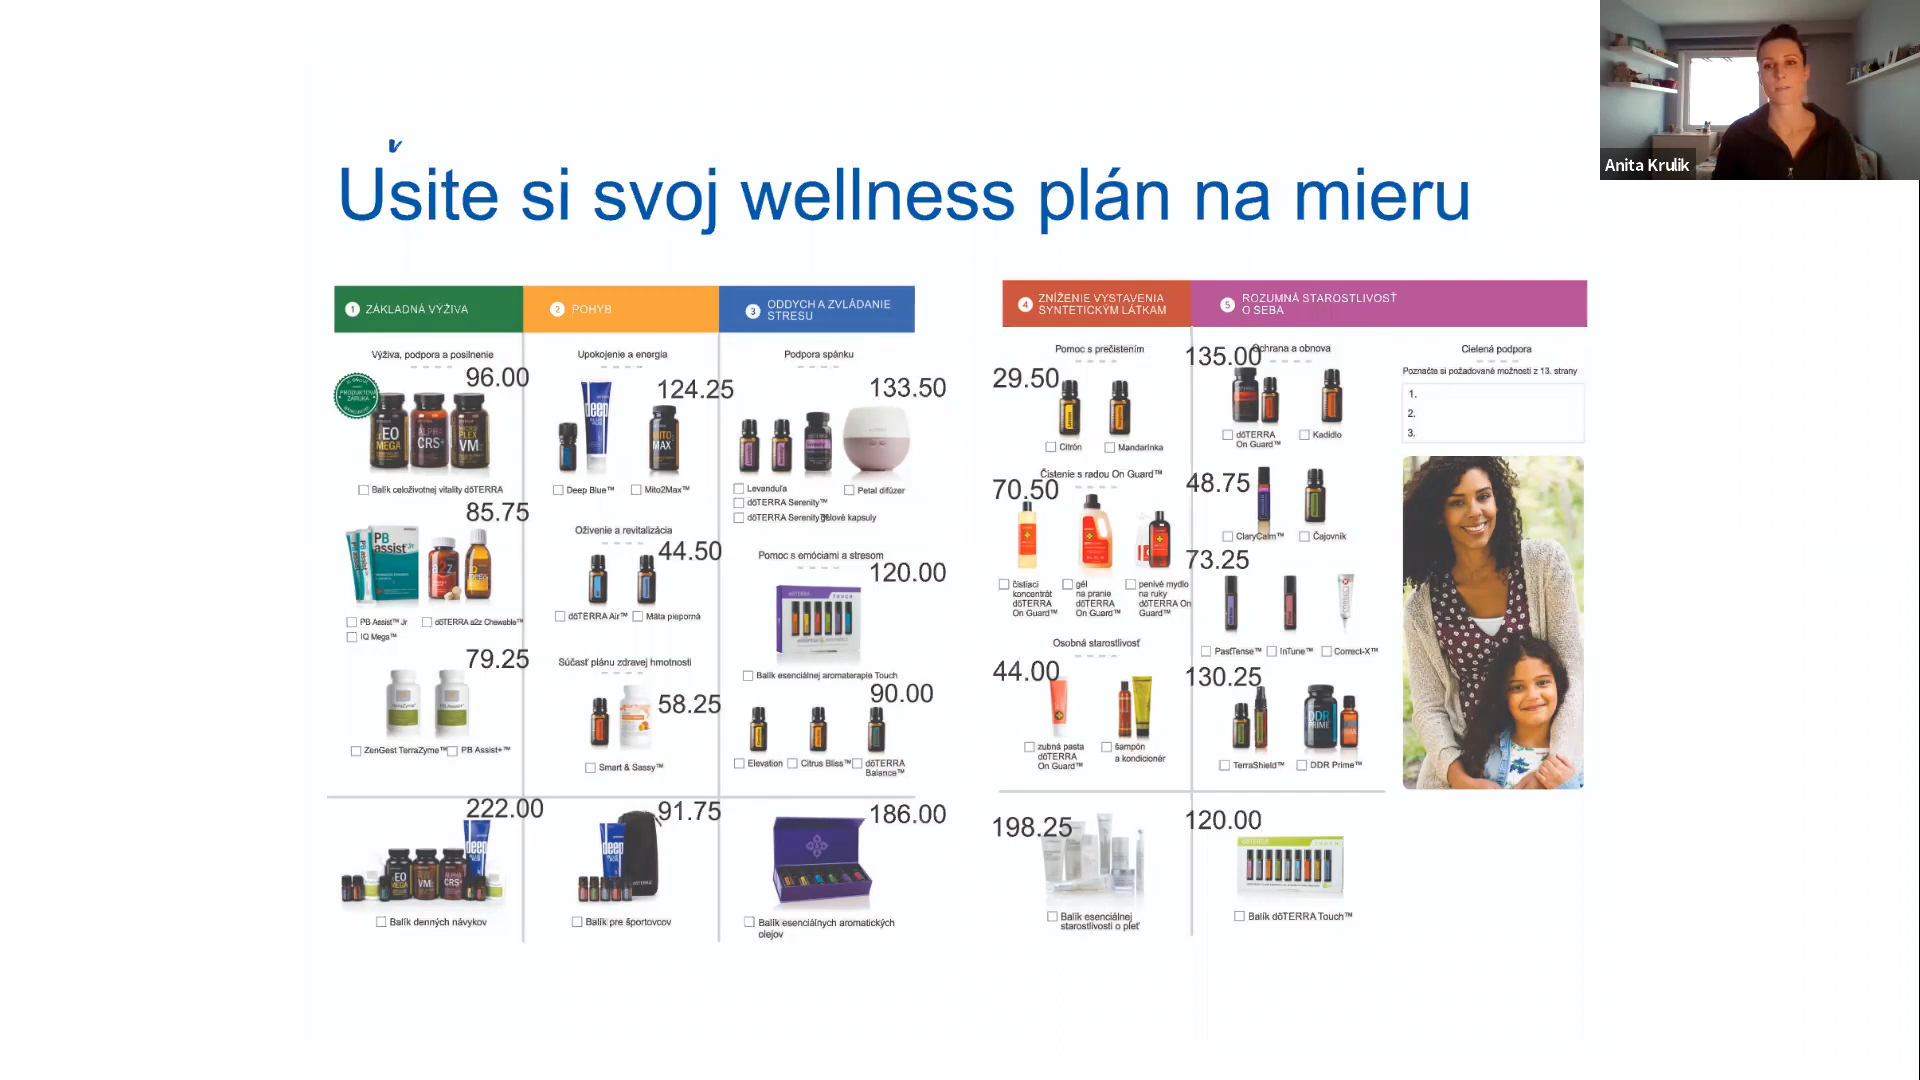 Anita Krulik
Ušite si svoj wellness plán na mieru
1 ZÁKLADNÁ VÝŽIVA
2 POHYB
3 ODDYCH A ZVLÁDANIE
STRESU
4 ZNÍŽENIE VYSTAVENIA
SYNTETICKÝM LÁTKAM
5 ROZUMNÁ STAROSTLIVOSŤ
O SEBA
Výživa, podpora a posilnenie
96.00
Balík celoživotnej vitality dōTERRA
85.75
PB Assist™ Jr
dōTERRA a2z Chewable™
IQ Mega™
79.25
ZenGest TerraZyme™
PB Assist+™
222.00
Balík denných návykov
Upokojenie a energia
124.25
Deep Blue™
Mito2Max™
Oživenie a revitalizácia
44.50
dōTERRA Air™
Mäta pieporná
Súčasť plánu zdravej hmotnosti
58.25
Smart & Sassy™
91.75
Balík pre športovcov
Podpora spánku
133.50
Levanduľa
Petal difúzer
dōTERRA Serenity™
dōTERRA Serenity™ gélové kapsuly
Pomoc s emóciami a stresom
120.00
Balík esenciálnej aromaterapie Touch
90.00
Elevation
Citrus Bliss™
dōTERRA
Balance™
186.00
Balík esenciálnych aromatických
olejov
Pomoc s prečistením
29.50
Citrón
Mandarínka
Čistenie s radou On Guard™
70.50
čistiaci
koncentrát
dōTERRA
On Guard™
gél
na pranie
dōTERRA
On Guard™
penivé mydlo
na ruky
dōTERRA On
Guard™
Osobná starostlivosť
44.00
zubná pasta
dōTERRA
On Guard™
šampón
a kondicionér
198.25
Balík esenciálnej
starostlivosti o pleť
135.00
Ochrana a obnova
dōTERRA
On Guard™
Kadidlo
48.75
ClaryCalm™
Čajovník
73.25
PastTense™
InTune™
Correct-X™
130.25
TerraShield™
DDR Prime™
120.00
Balík dōTERRA Touch™
Cielená podpora
Poznačte si požadované možnosti z 13. strany
1.
2.
3.